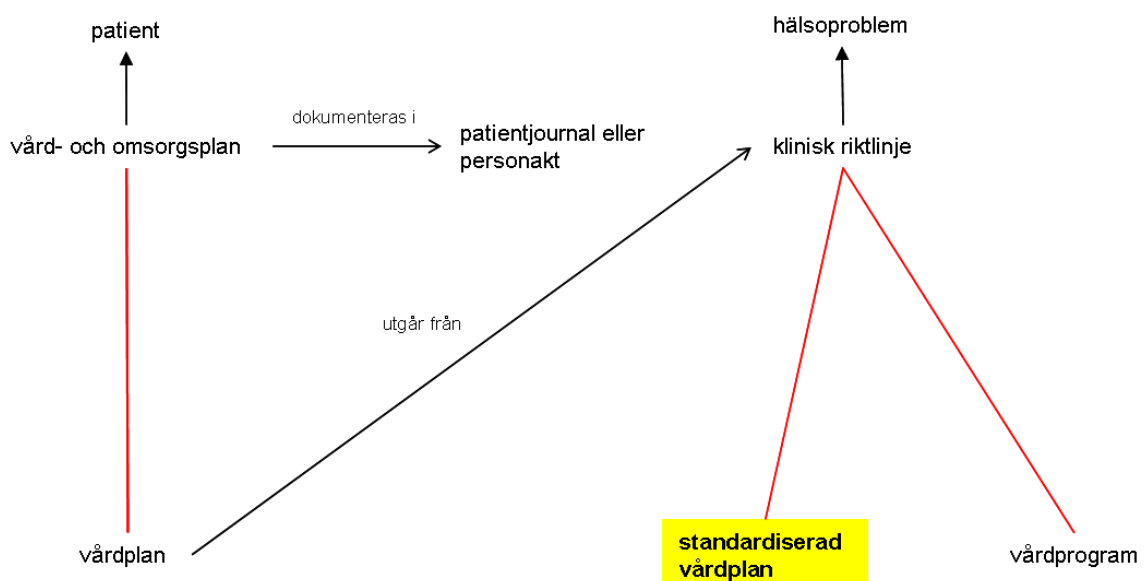 patient
hälsoproblem
dokumenteras i
vård- och omsorgsplan
patientjournal eller
personakt
klinisk riktlinje
utgår från
vårdplan
standardiserad
vårdplan
vårdprogram